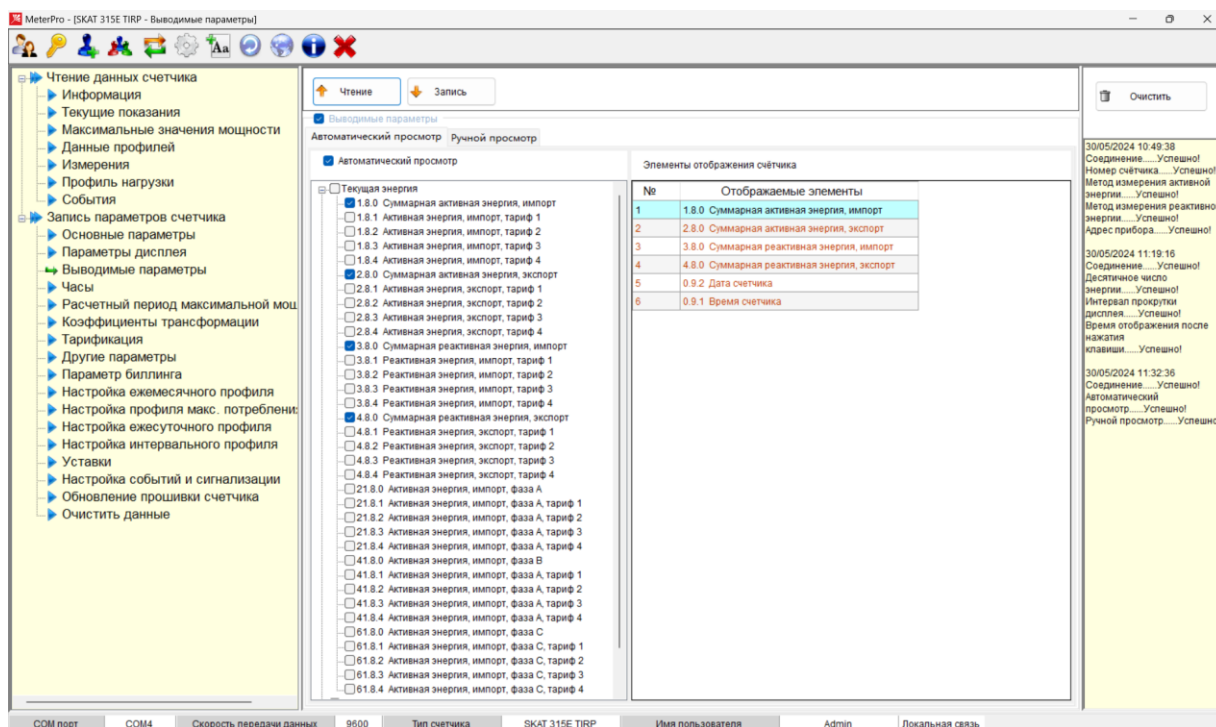 MeterPro - [SKAT 315E TIRP - Выводимые параметры]
Aa
Чтение данных счетчика
Информация
Текущие показания
Максимальные значения мощности
Данные профилей
Измерения
Профиль нагрузки
События
Запись параметров счетчика
Основные параметры
Параметры дисплея
Выводимые параметры
Часы
Расчетный период максимальной мощ
Коэффициенты трансформации
Тарификация
Другие параметры
Параметр биллинга
Настройка ежемесячного профиля
Настройка профиля макс. потреблени
Настройка ежесуточного профиля
Настройка интервального профиля
Уставки
Настройка событий и сигнализации
Обновление прошивки счетчика
Очистить данные
Чтение Запись
Выводимые параметры
Автоматический просмотр Ручной просмотр
Автоматический просмотр
Текущая энергия
1.8.0 Суммарная активная энергия, импорт
1.8.1 Активная энергия, импорт, тариф 1
1.8.2 Активная энергия, импорт, тариф 2
1.8.3 Активная энергия, импорт, тариф 3
1.8.4 Активная энергия, импорт, тариф 4
2.8.0 Суммарная активная энергия, экспорт
2.8.1 Активная энергия, экспорт, тариф 1
2.8.2 Активная энергия, экспорт, тариф 2
2.8.3 Активная энергия, экспорт, тариф 3
2.8.4 Активная энергия, экспорт, тариф 4
3.8.0 Суммарная реактивная энергия, импорт
3.8.1 Реактивная энергия, импорт, тариф 1
3.8.2 Реактивная энергия, импорт, тариф 2
3.8.3 Реактивная энергия, импорт, тариф 3
3.8.4 Реактивная энергия, импорт, тариф 4
4.8.0 Суммарная реактивная энергия, экспорт
4.8.1 Реактивная энергия, экспорт, тариф 1
4.8.2 Реактивная энергия, экспорт, тариф 2
4.8.3 Реактивная энергия, экспорт, тариф 3
4.8.4 Реактивная энергия, экспорт, тариф 4
21.8.0 Активная энергия, импорт, фаза А
21.8.1 Активная энергия, импорт, фаза А, тариф 1
21.8.2 Активная энергия, импорт, фаза А, тариф 2
21.8.3 Активная энергия, импорт, фаза А, тариф 3
21.8.4 Активная энергия, импорт, фаза А, тариф 4
41.8.0 Активная энергия, импорт, фаза В
41.8.1 Активная энергия, импорт, фаза А, тариф 1
41.8.2 Активная энергия, импорт, фаза А, тариф 2
41.8.3 Активная энергия, импорт, фаза А, тариф 3
41.8.4 Активная энергия, импорт, фаза А, тариф 4
61.8.0 Активная энергия, импорт, фаза С
61.8.1 Активная энергия, импорт, фаза С, тариф 1
61.8.2 Активная энергия, импорт, фаза С, тариф 2
61.8.3 Активная энергия, импорт, фаза С, тариф 3
61.8.4 Активная энергия, импорт, фаза С, тариф 4
Элементы отображения счётчика
№ Отображаемые элементы
1 1.8.0 Суммарная активная энергия, импорт
2 2.8.0 Суммарная активная энергия, экспорт
3 3.8.0 Суммарная реактивная энергия, импорт
4 4.8.0 Суммарная реактивная энергия, экспорт
5 0.9.2 Дата счетчика
6 0.9.1 Время счетчика
Очистить
30/05/2024 10:49:38
Соединение......Успешно!
Номер счётчика......Успешно!
Метод измерения активной
энергии......Успешно!
Метод измерения реактивно
энергии......Успешно!
Адрес прибора......Успешно!
30/05/2024 11:19:16
Соединение......Успешно!
Десятичное число
энергии......Успешно!
Интервал прокрутки
дисплея......Успешно!
Время отображения после
нажатия
клавиши......Успешно!
30/05/2024 11:32:36
Соединение......Успешно!
Автоматический
просмотр......Успешно!
Ручной просмотр......Успешно
COM порт COM4 Скорость передачи данных 9600 Тип счетчика SKAT 315E TIRP Имя пользователя Admin Локальная связь